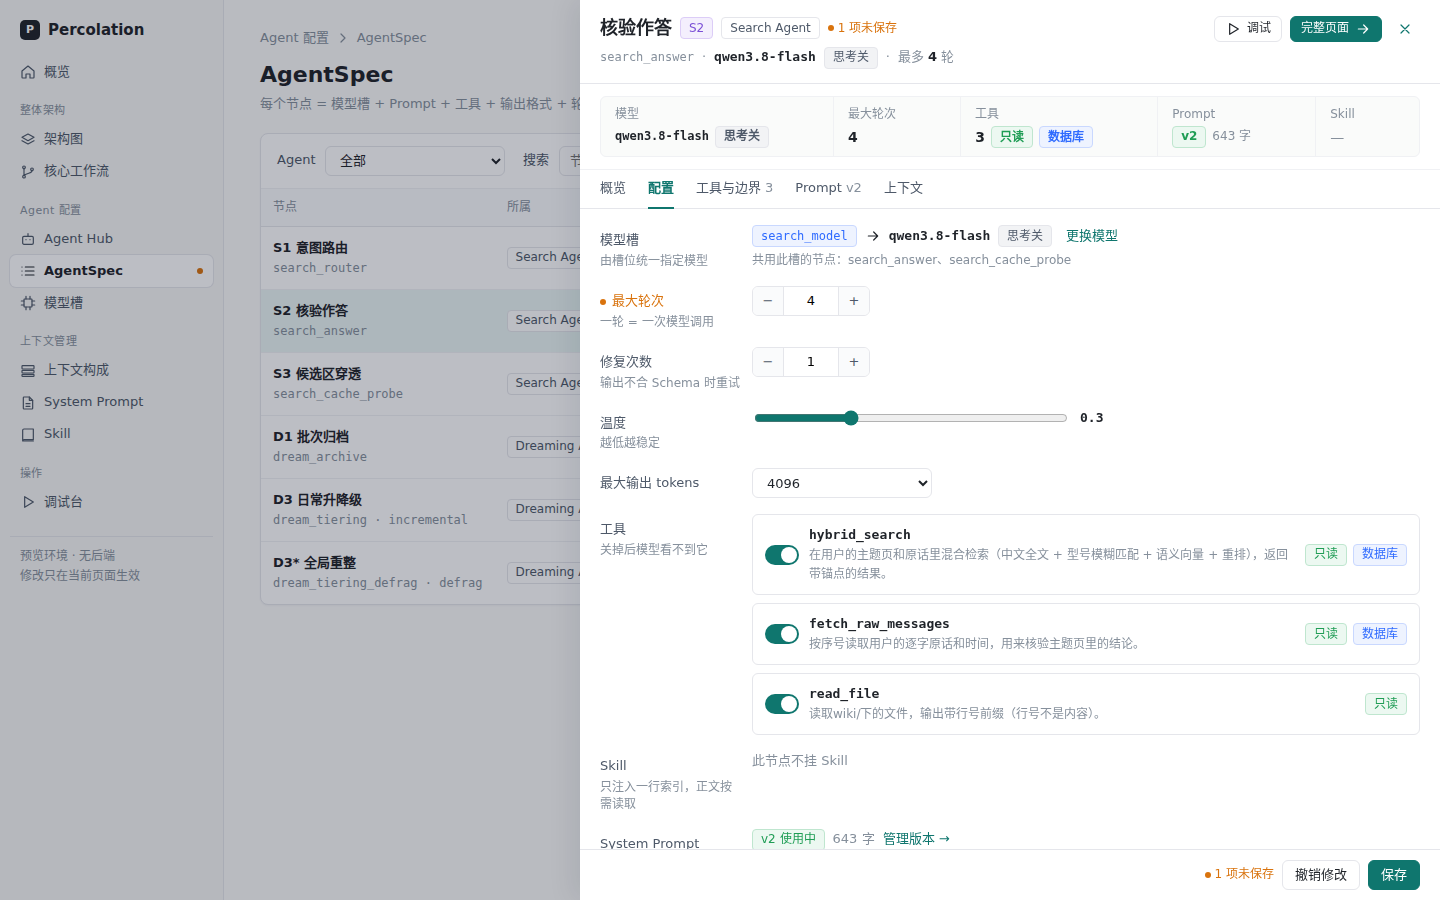 P Percolation
概览
整体架构
架构图
核心工作流
Agent 配置
Agent Hub
AgentSpec
模型槽
上下文管理
上下文构成
System Prompt
Skill
操作
调试台
预览环境 · 无后端
修改只在当前页面生效
Agent 配置 > AgentSpec
AgentSpec
每个节点 = 模型槽 + Prompt + 工具 + 输出格式 + 轮
Agent 全部 搜索 节
节点 所属
S1 意图路由
search_router
Search Age
S2 核验作答
search_answer
Search Age
S3 候选区穿透
search_cache_probe
Search Age
D1 批次归档
dream_archive
Dreaming A
D3 日常升降级
dream_tiering · incremental
Dreaming A
D3* 全局重整
dream_tiering_defrag · defrag
Dreaming A
核验作答 S2 Search Agent 1 项未保存
search_answer · qwen3.8-flash 思考关 · 最多 4 轮
调试 完整页面 → ×
模型 最大轮次 工具 Prompt Skill
qwen3.8-flash 思考关 4 3 只读 数据库 v2 643 字 —
概览 配置 工具与边界 3 Prompt v2 上下文
模型槽
由槽位统一指定模型
search_model → qwen3.8-flash 思考关 更换模型
共用此槽的节点：search_answer、search_cache_probe
最大轮次
一轮 = 一次模型调用
− 4 +
修复次数
输出不合 Schema 时重试
− 1 +
温度
越低越稳定
0.3
最大输出 tokens 4096
工具
关掉后模型看不到它
hybrid_search
在用户的主题页和原话里混合检索（中文全文 + 型号模糊匹配 + 语义向量 + 重排），返回
带锚点的结果。
只读 数据库
fetch_raw_messages
按序号读取用户的逐字原话和时间，用来核验主题页里的结论。
只读 数据库
read_file
读取wiki/下的文件，输出带行号前缀（行号不是内容）。
只读
Skill
只注入一行索引，正文按
需读取
此节点不挂 Skill
System Prompt v2 使用中 643 字 管理版本 →
1 项未保存 撤销修改 保存